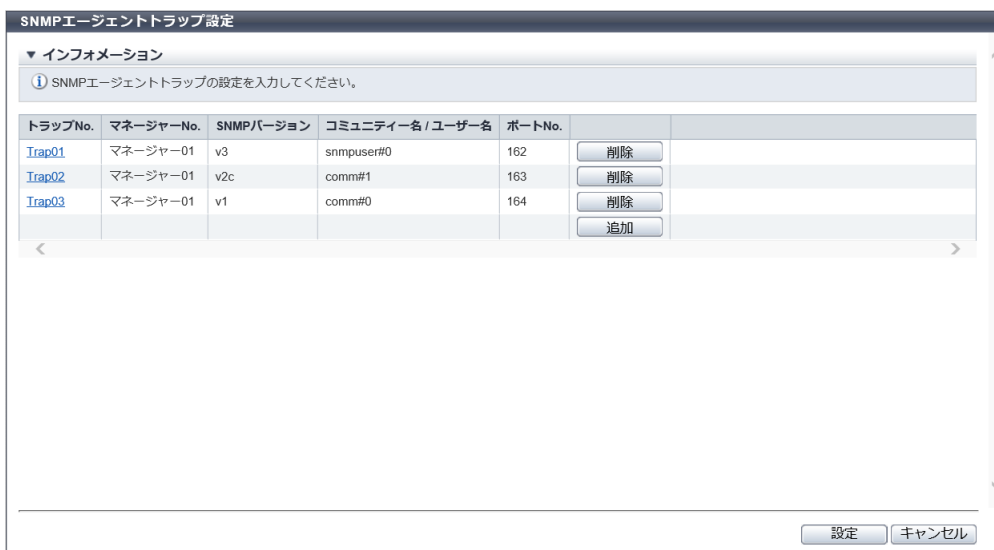 SNMPエージェントトラップ設定
▼ インフォメーション
SNMPエージェントトラップの設定を入力してください。
トラップNo. マネージャーNo. SNMPバージョン コミュニティー名 / ユーザー名 ポートNo.
Trap01 マネージャー01 v3 snmpuser#0 162 削除
Trap02 マネージャー01 v2c comm#1 163 削除
Trap03 マネージャー01 v1 comm#0 164 削除
追加
設定 キャンセル